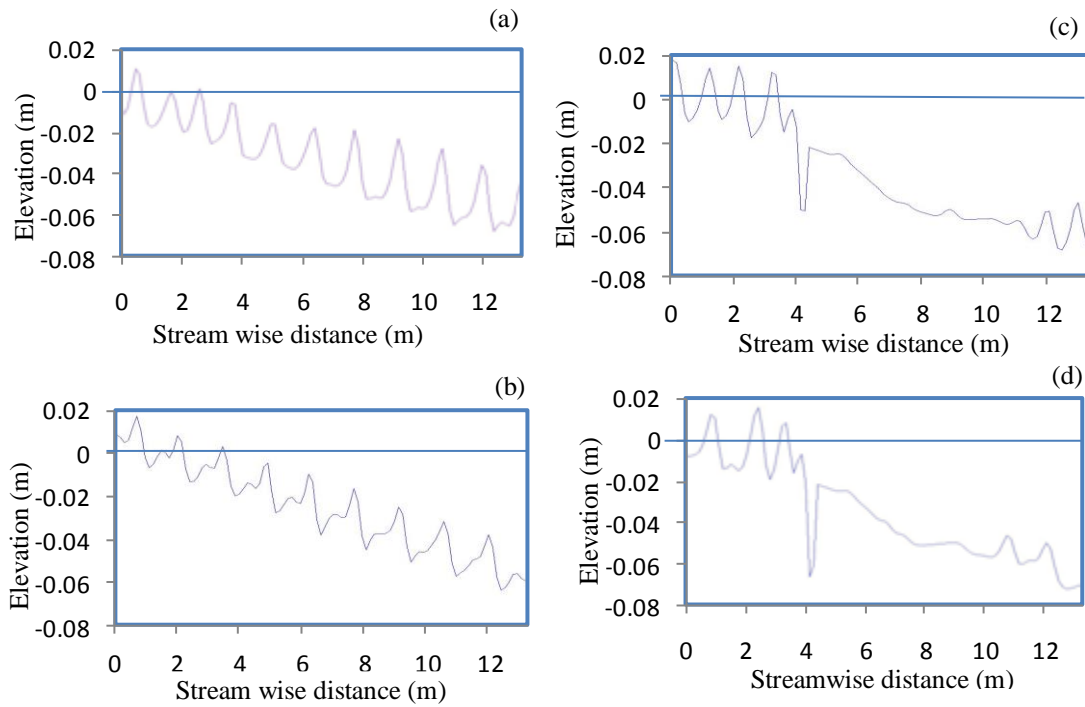 (a)
0.02
0
-0.02
-0.04
-0.06
-0.08
Elevation (m)
0 2 4 6 8 10 12
Stream wise distance (m)
(c)
0.02
0
-0.02
-0.04
-0.06
-0.08
Elevation (m)
0 2 4 6 8 10 12
Stream wise distance (m)
(b)
0.02
0
-0.02
-0.04
-0.06
-0.08
Elevation (m)
0 2 4 6 8 10 12
Stream wise distance (m)
(d)
0.02
0
-0.02
-0.04
-0.06
-0.08
Elevation (m)
0 2 4 6 8 10 12
Streamwise distance (m)